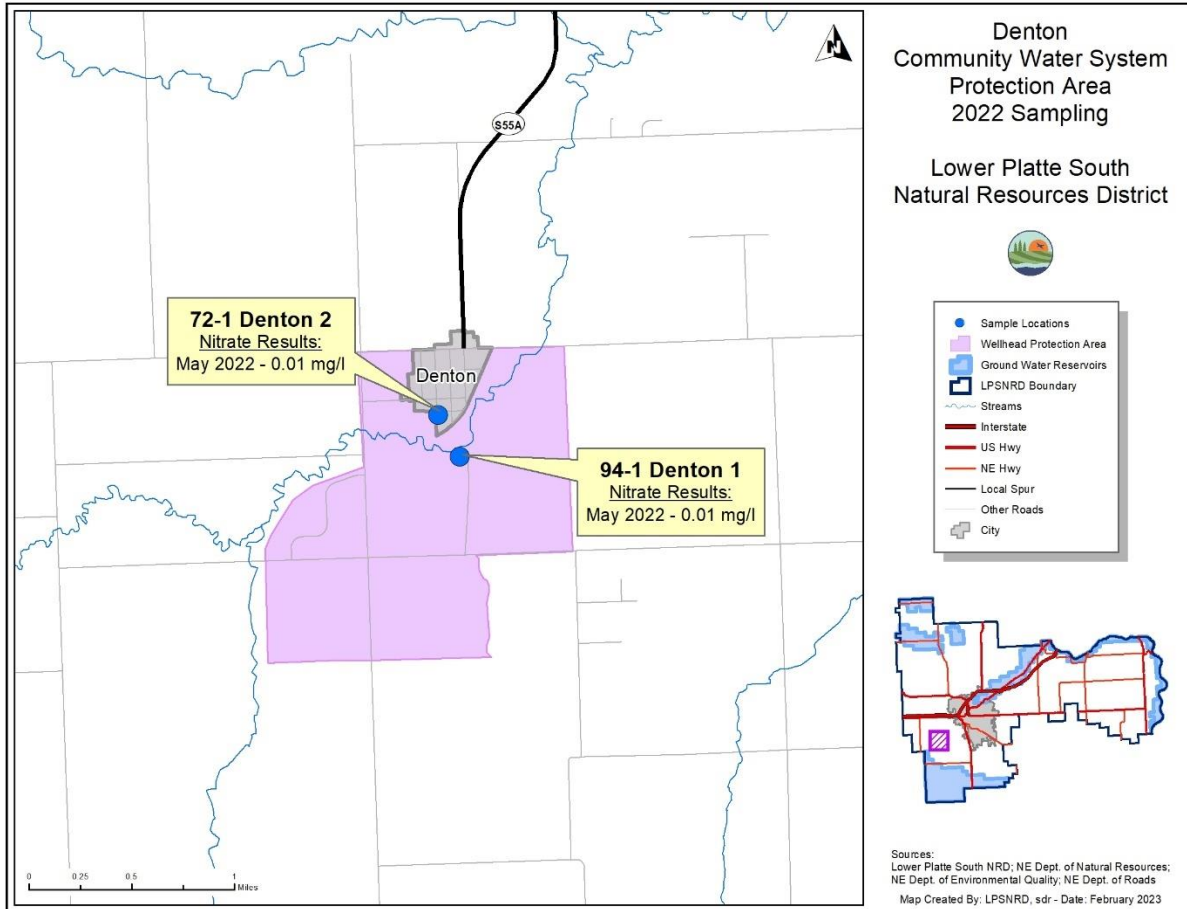 Denton
Community Water System
Protection Area
2022 Sampling
Lower Platte South
Natural Resources District
N
S55A
72-1 Denton 2
Nitrate Results:
May 2022 - 0.01 mg/l
Denton
94-1 Denton 1
Nitrate Results:
May 2022 - 0.01 mg/l
Sample Locations
Wellhead Protection Area
Ground Water Reservoirs
LPSNRD Boundary
Streams
Interstate
US Hwy
NE Hwy
Local Spur
Other Roads
City
0 0.25 0.5 1
Miles
Sources:
Lower Platte South NRD; NE Dept. of Natural Resources;
NE Dept. of Environmental Quality; NE Dept. of Roads
Map Created By: LPSNRD, sdr - Date: February 2023